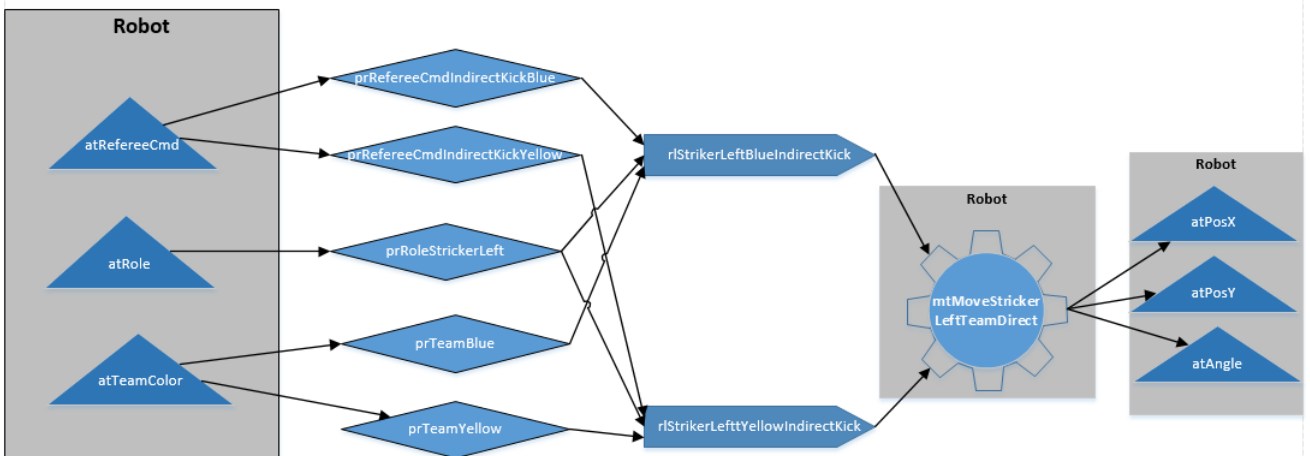 Robot
atRefereeCmd
atRole
atTeamColor
prRefereeCmdIndirectKickBlue
prRefereeCmdIndirectKickYellow
prRoleStrickerLeft
prTeamBlue
prTeamYellow
rlStrikerLeftBlueIndirectKick
rlStrikerLefttYellowIndirectKick
Robot
mtMoveStricker
LeftTeamDirect
Robot
atPosX
atPosY
atAngle